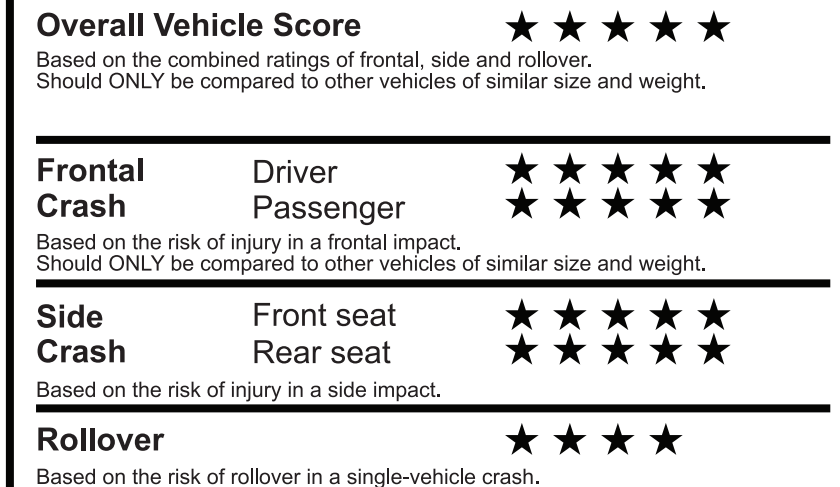 Overall Vehicle Score ★ ★ ★ ★ ★
Based on the combined ratings of frontal, side and rollover.
Should ONLY be compared to other vehicles of similar size and weight.
Frontal Driver ★ ★ ★ ★ ★
Crash Passenger ★ ★ ★ ★ ★
Based on the risk of injury in a frontal impact.
Should ONLY be compared to other vehicles of similar size and weight.
Side Front seat ★ ★ ★ ★ ★
Crash Rear seat ★ ★ ★ ★ ★
Based on the risk of injury in a side impact.
Rollover ★ ★ ★ ★
Based on the risk of rollover in a single-vehicle crash.